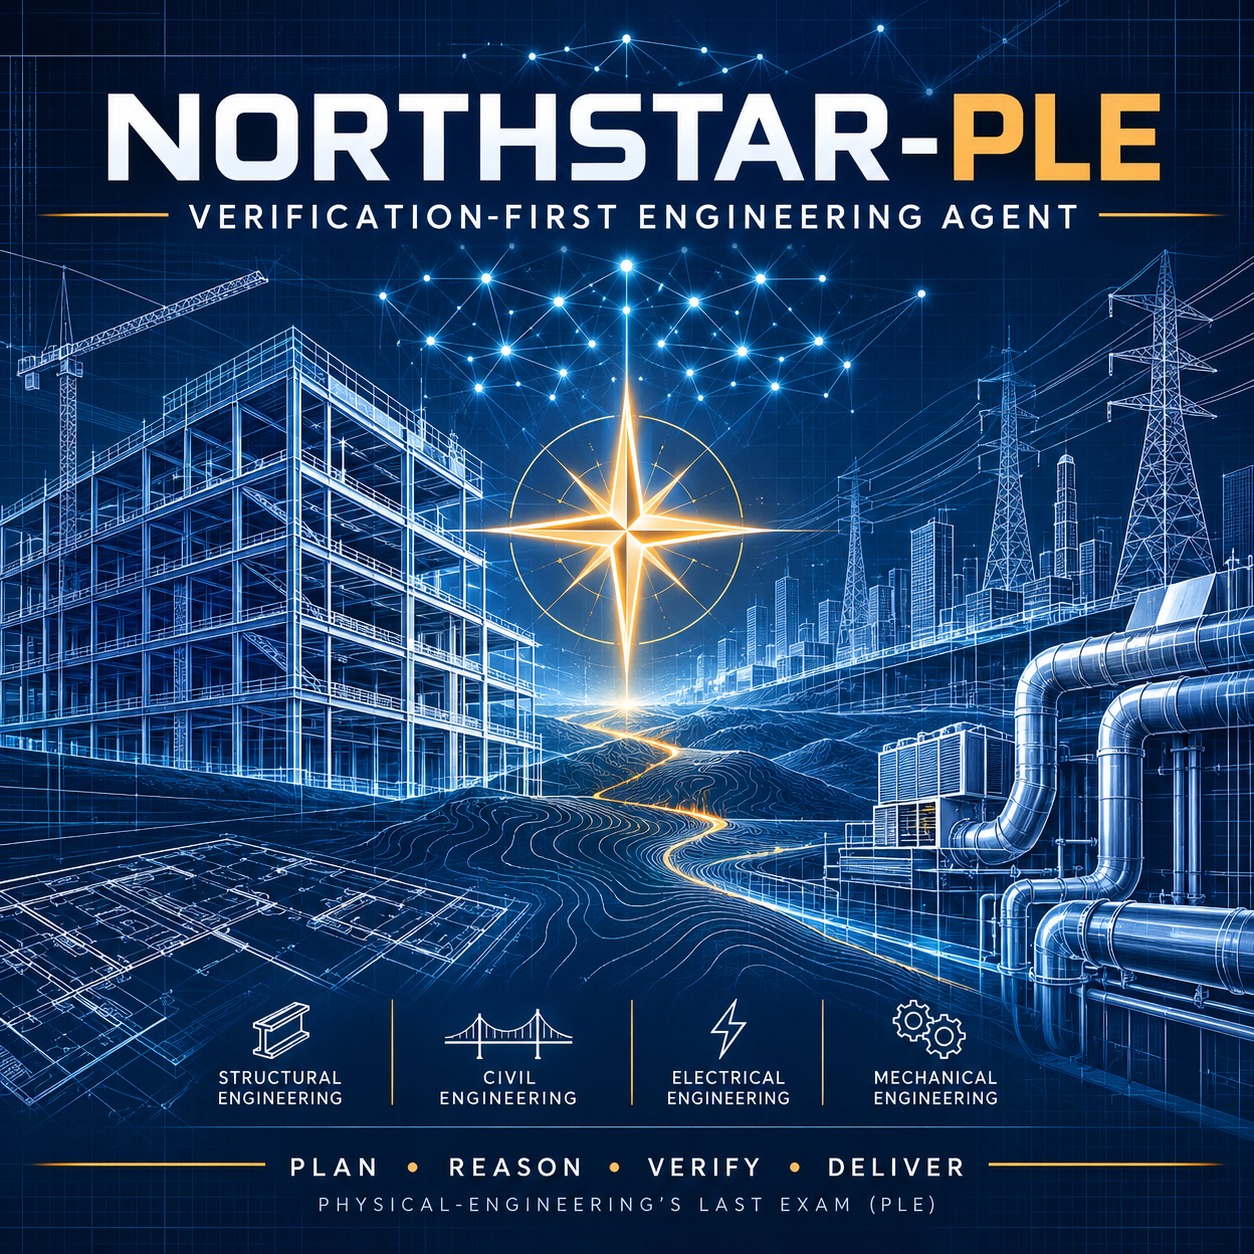 NORTHSTAR-PLE
VERIFICATION-FIRST ENGINEERING AGENT
STRUCTURAL
ENGINEERING
CIVIL
ENGINEERING
ELECTRICAL
ENGINEERING
MECHANICAL
ENGINEERING
PLAN • REASON • VERIFY • DELIVER
PHYSICAL-ENGINEERING'S LAST EXAM (PLE)